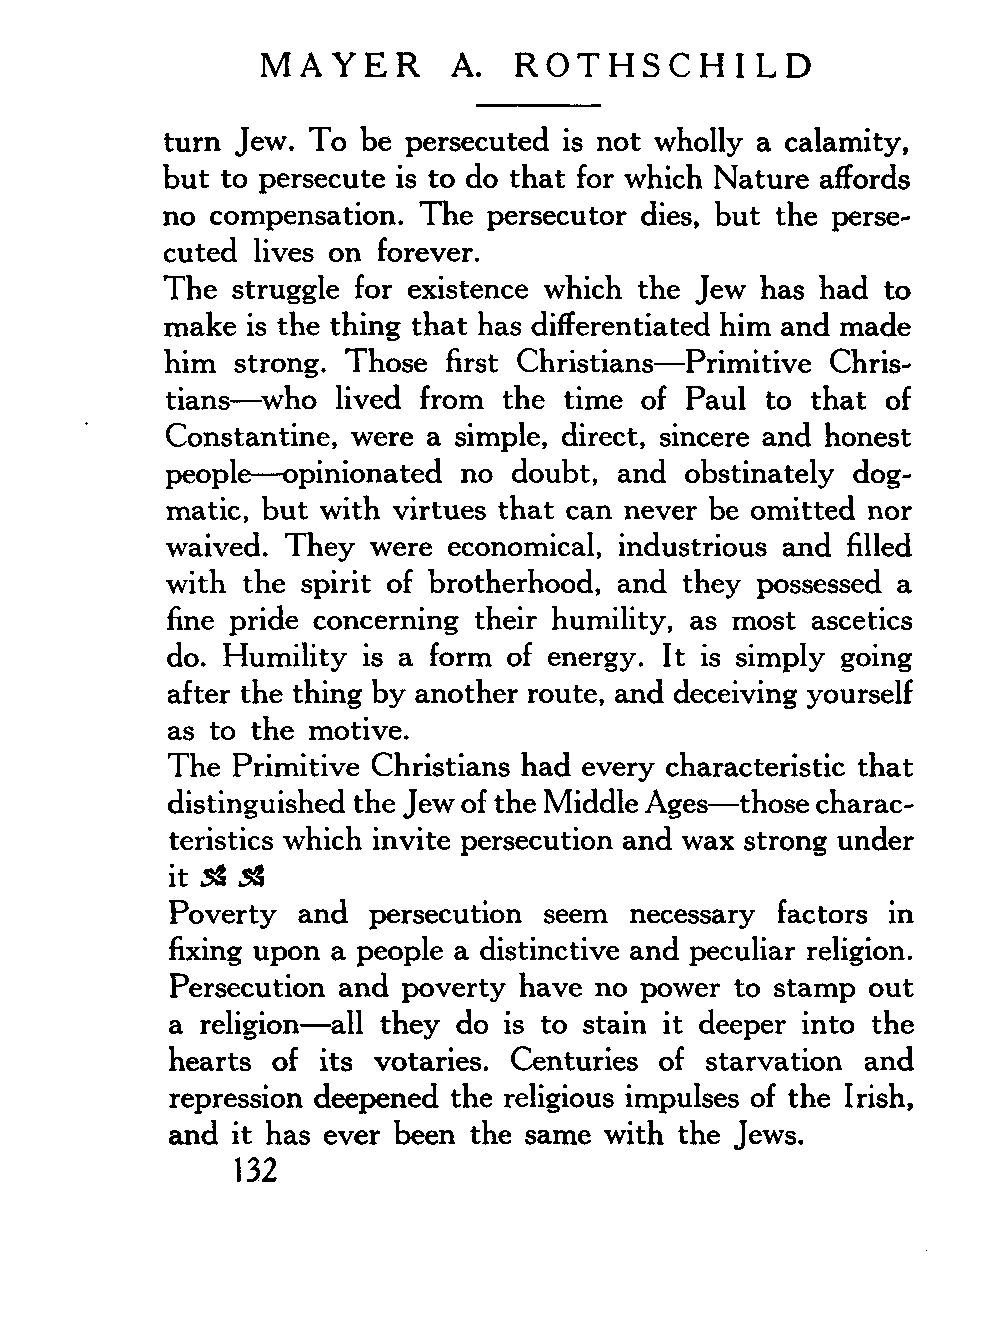 MAYER A. ROTHSCHILD
turn Jew. To be persecuted is not wholly a calamity,
but to persecute is to do that for which Nature affords
no compensation. The persecutor dies, but the perse-
cuted lives on forever.
The struggle for existence which the Jew has had to
make is the thing that has differentiated him and made
him strong. Those first Christians—Primitive Chris-
tians—who lived from the time of Paul to that of
Constantine, were a simple, direct, sincere and honest
people—opinionated no doubt, and obstinately dog-
matic, but with virtues that can never be omitted nor
waived. They were economical, industrious and filled
with the spirit of brotherhood, and they possessed a
fine pride concerning their humility, as most ascetics
do. Humility is a form of energy. It is simply going
after the thing by another route, and deceiving yourself
as to the motive.
The Primitive Christians had every characteristic that
distinguished the Jew of the Middle Ages—those charac-
teristics which invite persecution and wax strong under
it
Poverty and persecution seem necessary factors in
fixing upon a people a distinctive and peculiar religion.
Persecution and poverty have no power to stamp out
a religion—all they do is to stain it deeper into the
hearts of its votaries. Centuries of starvation and
repression deepened the religious impulses of the Irish,
and it has ever been the same with the Jews.
132